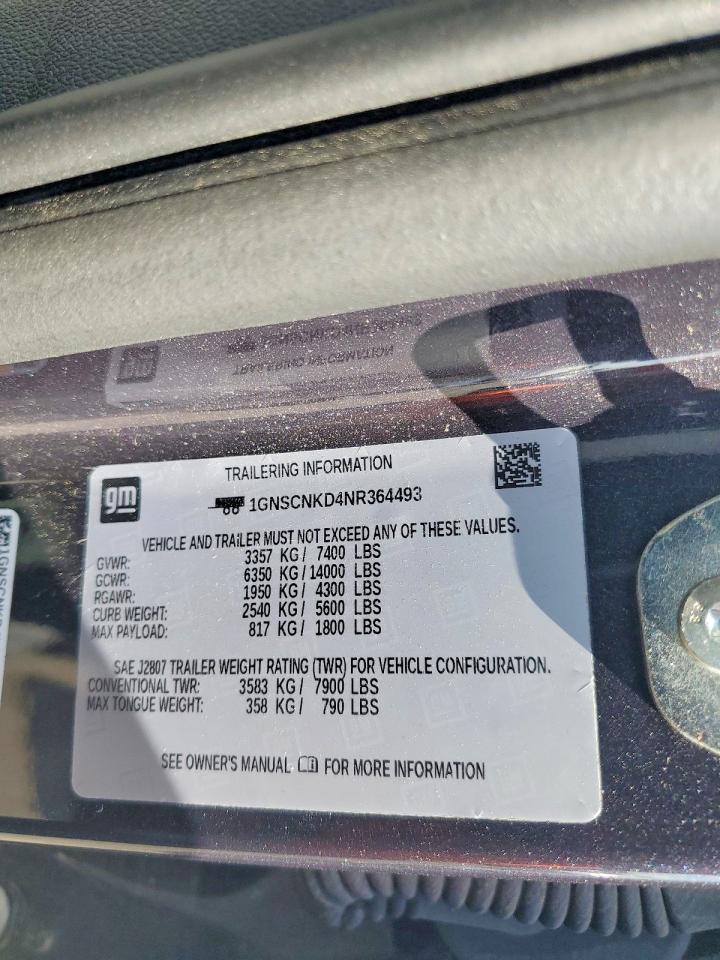 TRAILERING INFORMATION
gm
1GNSCNKD4NR364493
VEHICLE AND TRAILER MUST NOT EXCEED ANY OF THESE VALUES.
GVWR: 3357 KG / 7400 LBS
GCWR: 6350 KG / 14000 LBS
RGAWR: 1950 KG / 4300 LBS
CURB WEIGHT: 2540 KG / 5600 LBS
MAX PAYLOAD: 817 KG / 1800 LBS
SAE J2807 TRAILER WEIGHT RATING (TWR) FOR VEHICLE CONFIGURATION.
CONVENTIONAL TWR: 3583 KG / 7900 LBS
MAX TONGUE WEIGHT: 358 KG / 790 LBS
SEE OWNER'S MANUAL FOR MORE INFORMATION